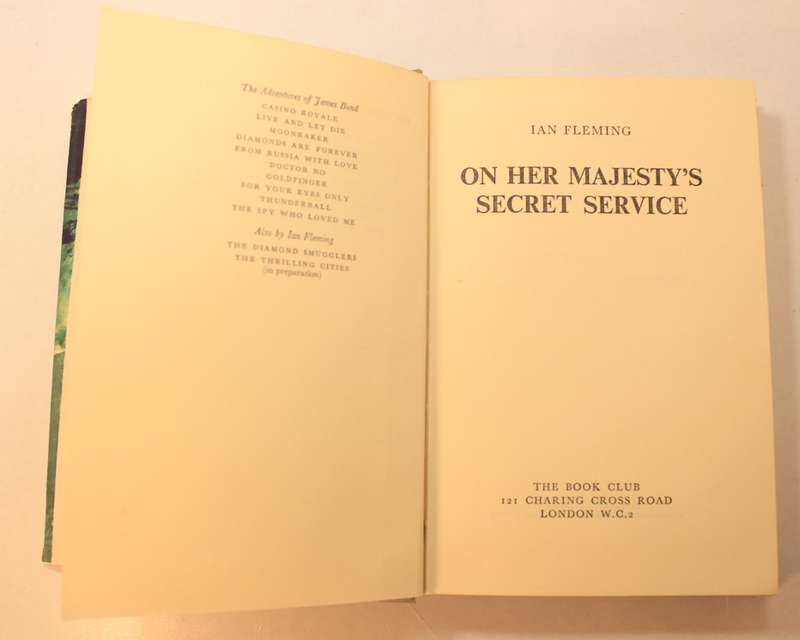 The Adventures of James Bond
CASINO ROYALE
LIVE AND LET DIE
MOONRAKER
DIAMONDS ARE FOREVER
FROM RUSSIA WITH LOVE
DOCTOR NO
GOLDFINGER
FOR YOUR EYES ONLY
THUNDERBALL
THE SPY WHO LOVED ME
Also by Ian Fleming
THE DIAMOND SMUGGLERS
THE THRILLING CITIES
(in preparation)
IAN FLEMING
ON HER MAJESTY'S
SECRET SERVICE
THE BOOK CLUB
121 CHARING CROSS ROAD
LONDON W.C.2